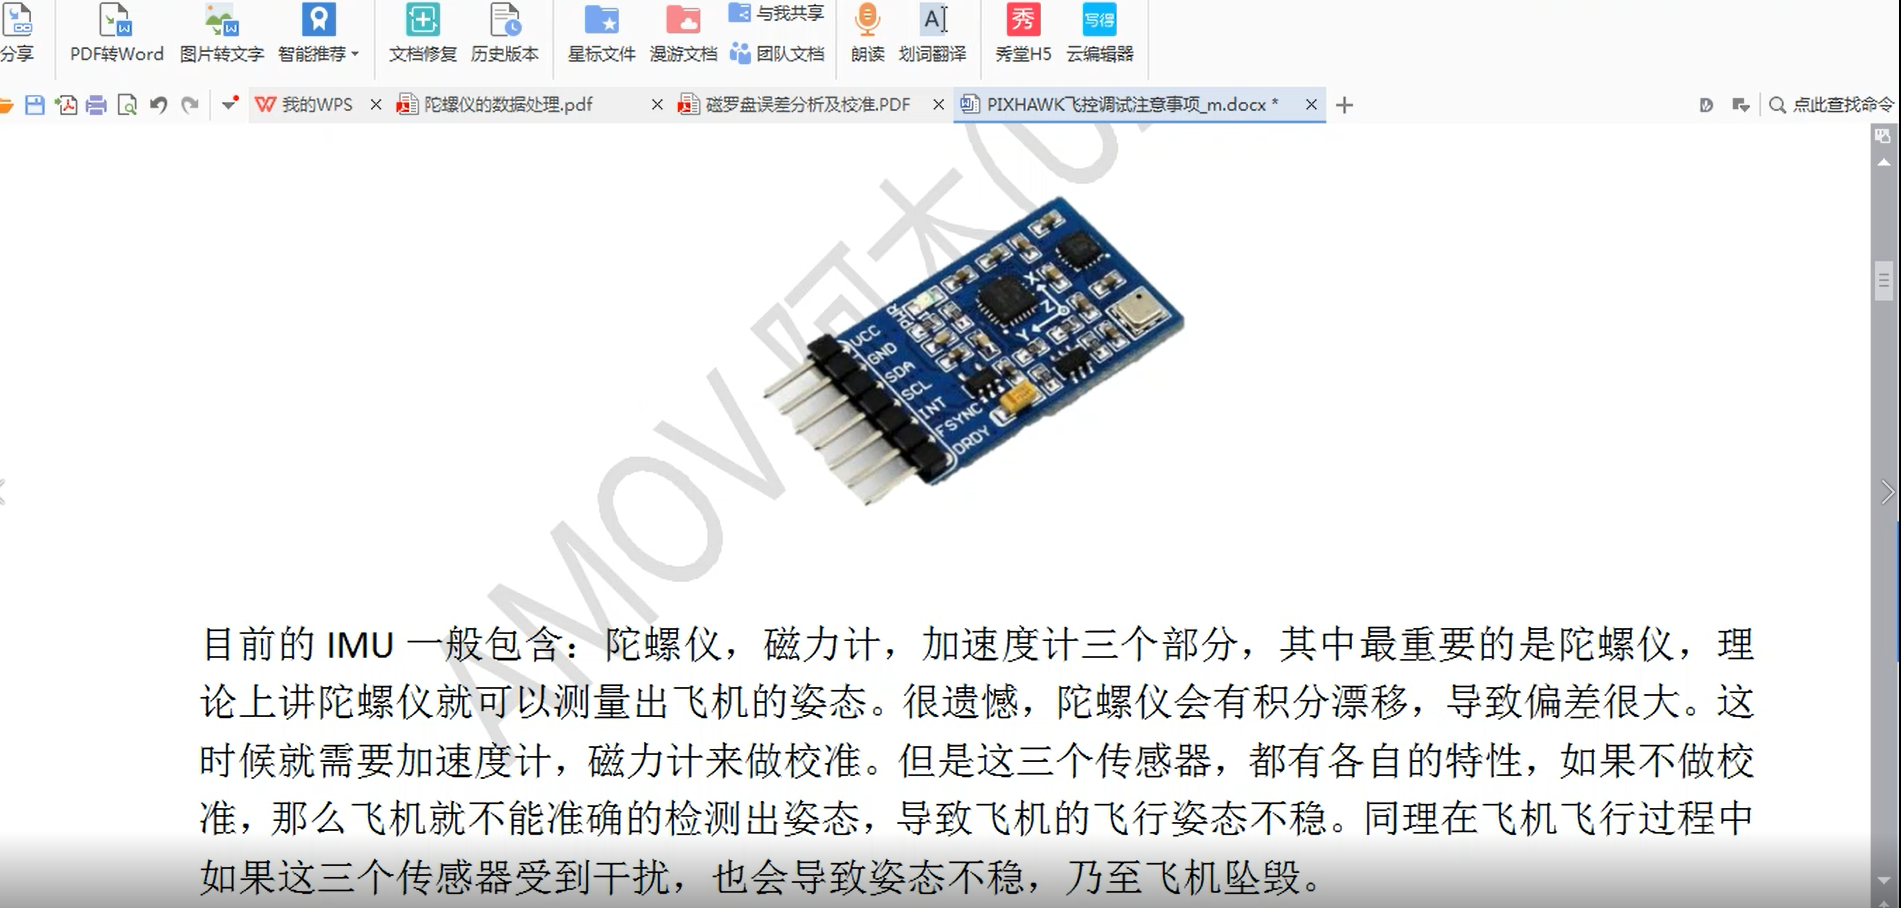 与我共享
分享 PDF转Word 图片转文字 智能推荐 文档修复 历史版本 星标文件 漫游文档 团队文档 朗读 划词翻译 秀堂H5 云编辑器
秀 写得
我的WPS 陀螺仪的数据处理.pdf 磁罗盘误差分析及校准.PDF PIXHAWK飞控调试注意事项_m.docx * 点此查找命令
AMOV 阿木(U
PWR
VCC
GND
SDA
SCL
INT
FSYNC
DRDY
X
Z
Y
目前的 IMU 一般包含：陀螺仪，磁力计，加速度计三个部分，其中最重要的是陀螺仪，理
论上讲陀螺仪就可以测量出飞机的姿态。很遗憾，陀螺仪会有积分漂移，导致偏差很大。这
时候就需要加速度计，磁力计来做校准。但是这三个传感器，都有各自的特性，如果不做校
准，那么飞机就不能准确的检测出姿态，导致飞机的飞行姿态不稳。同理在飞机飞行过程中
如果这三个传感器受到干扰，也会导致姿态不稳，乃至飞机坠毁。